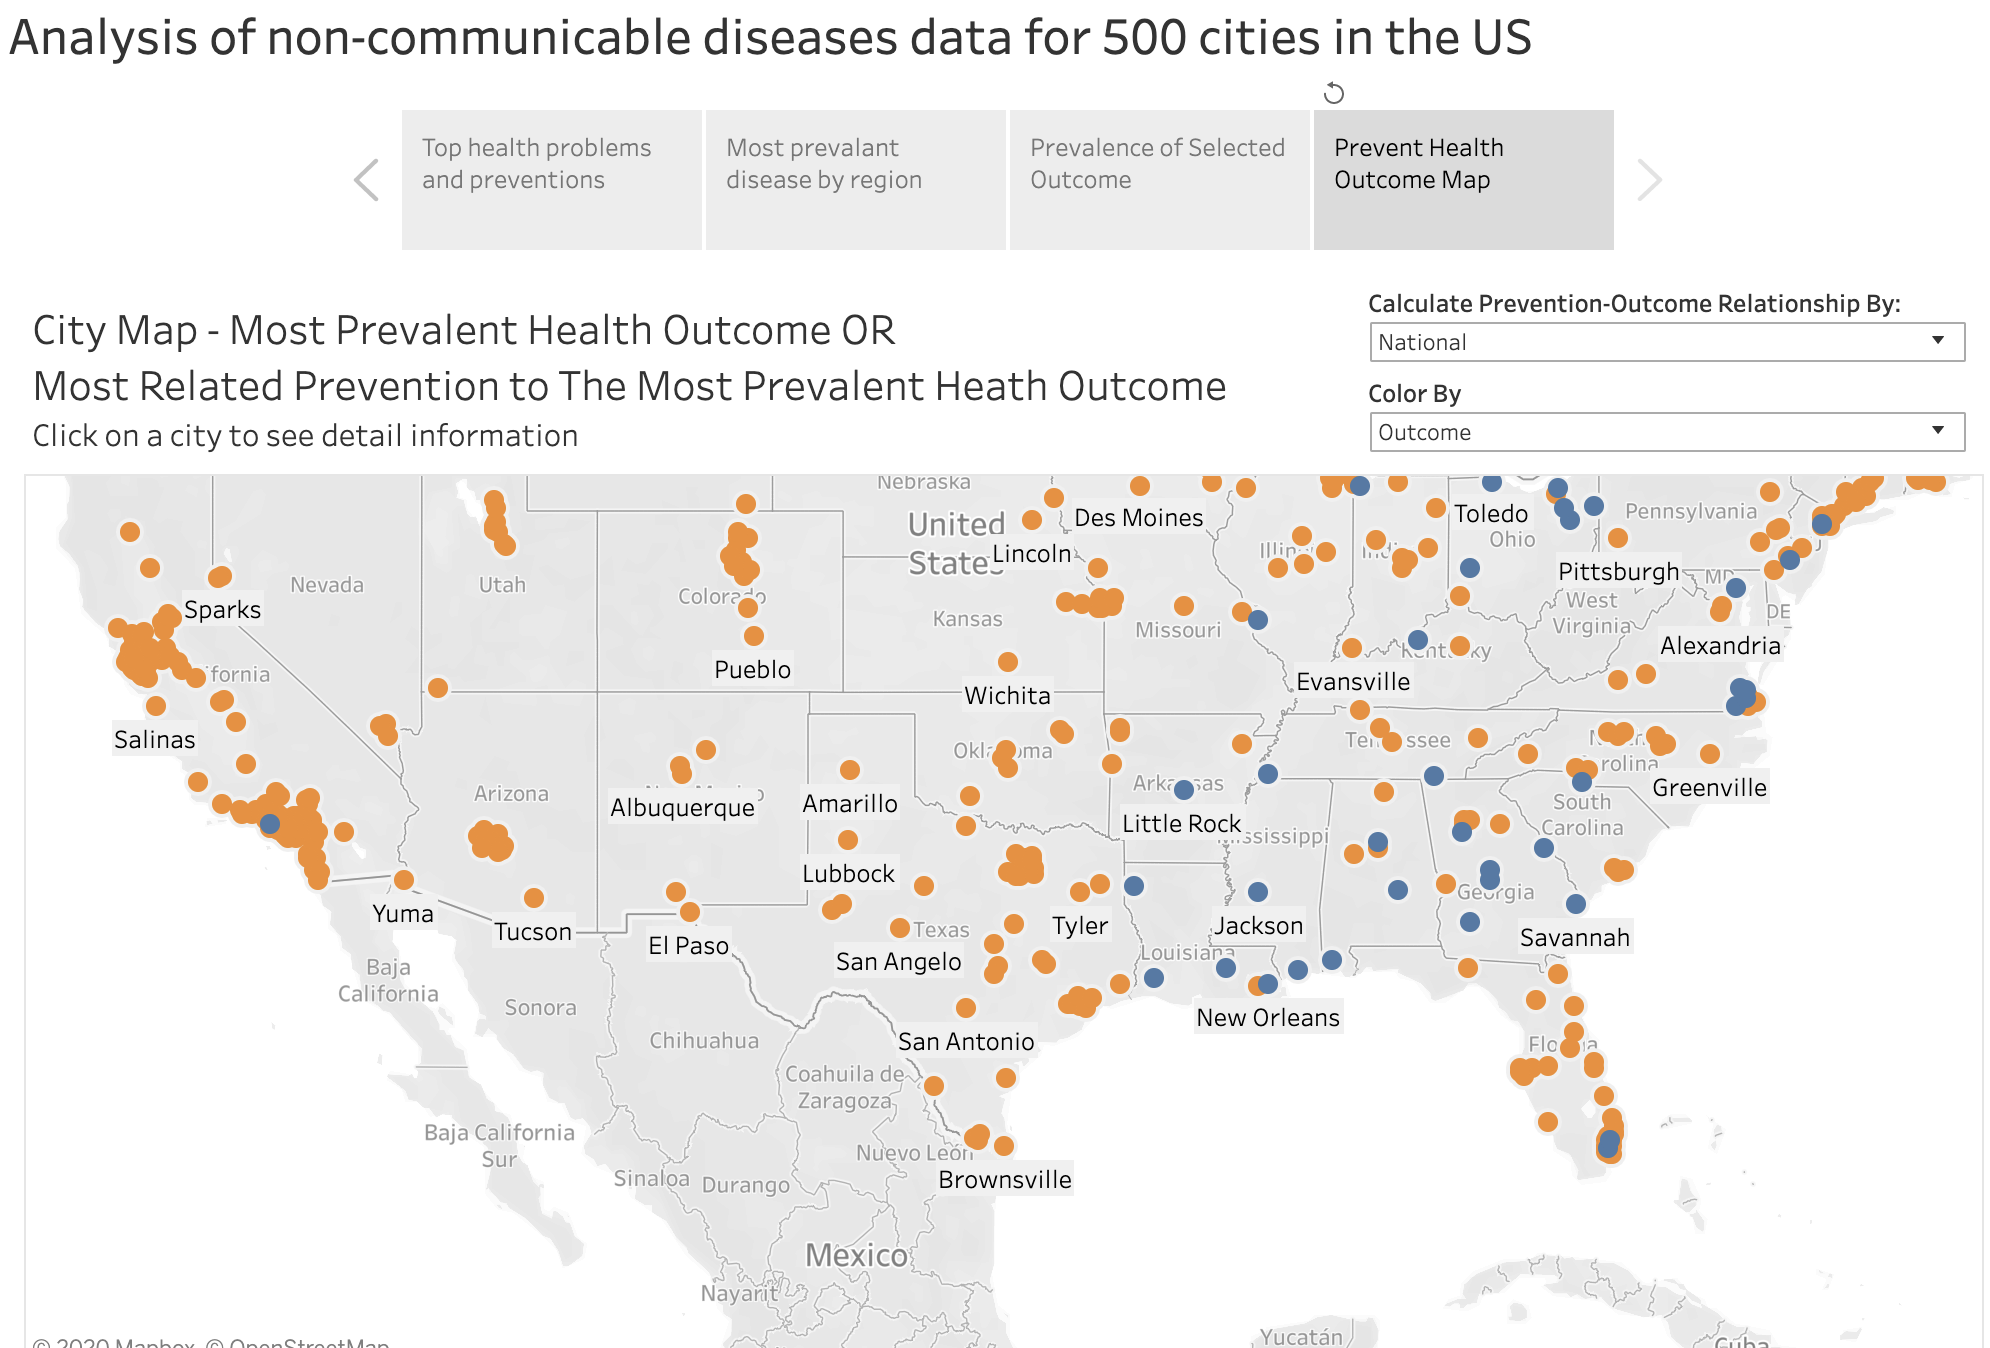 Analysis of non-communicable diseases data for 500 cities in the US
Top health problems
and preventions
Most prevalant
disease by region
Prevalence of Selected
Outcome
Prevent Health
Outcome Map
City Map - Most Prevalent Health Outcome OR
Most Related Prevention to The Most Prevalent Heath Outcome
Click on a city to see detail information
Calculate Prevention-Outcome Relationship By:
National
Color By
Outcome
Nebraska
United
States
Des Moines
Lincoln
Toledo
Ohio
Pennsylvania
Pittsburgh
MD
DE
West
Virginia
Alexandria
Nevada
Utah
Colorado
Kansas
Missouri
Sparks
Pueblo
Wichita
Evansville
Kentucky
Salinas
Oklahoma
Tennessee
Arizona
Albuquerque
Amarillo
Arkansas
Little Rock
Mississippi
South
Carolina
Greenville
Lubbock
Yuma
Tucson
El Paso
Texas
San Angelo
Tyler
Jackson
Louisiana
Georgia
Savannah
New Orleans
San Antonio
Florida
Baja
California
Sonora
Chihuahua
Coahuila de
Zaragoza
Baja California
Sur
Nuevo León
Brownsville
Sinaloa
Durango
Mexico
Nayarit
Yucatán
Cuba
© 2020 Mapbox © OpenStreetMap